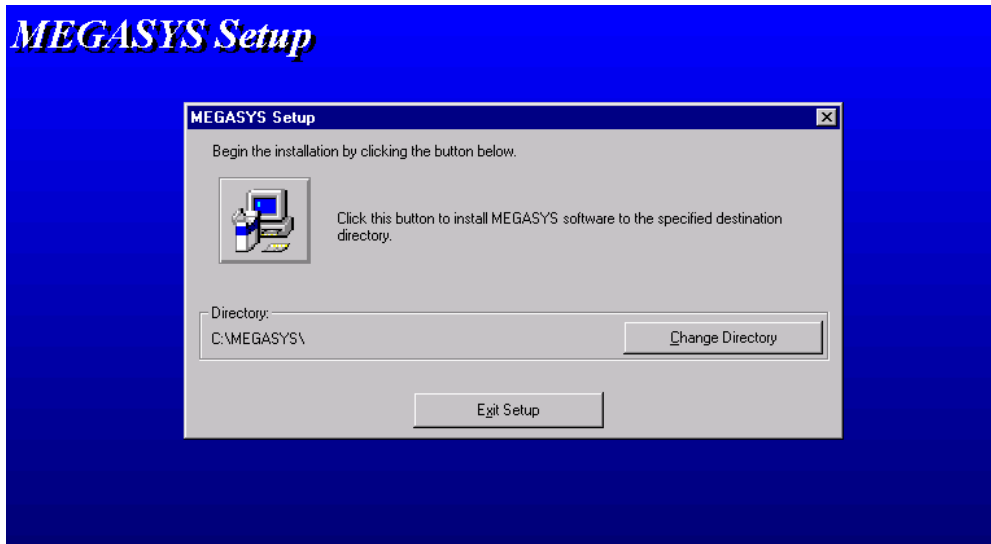 MEGASYS Setup
MEGASYS Setup
Begin the installation by clicking the button below.
Click this button to install MEGASYS software to the specified destination
directory.
Directory:
C:\MEGASYS\
Change Directory
Exit Setup